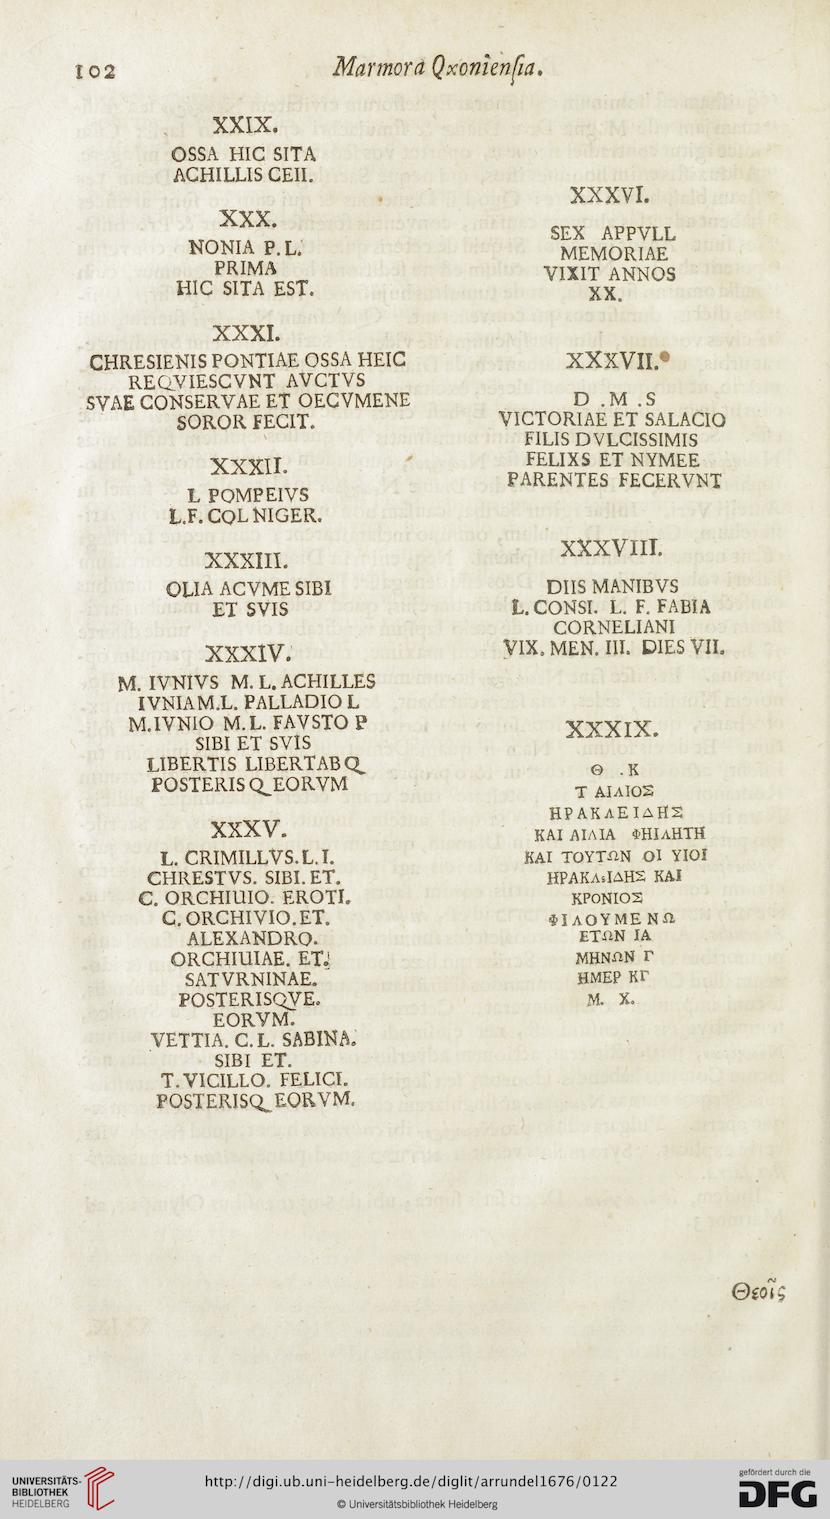 102
Marmora Oxoniensia.
XXIX.
OSSA HIC SITA
ACHILLIS CEII.
XXX.
NONIA P. L.
PRIMA
HIC SITA EST.
XXXI.
CHRESIENIS PONTIAE OSSA HEIC
REQVIESCVNT AVCTVS
SVAE CONSERVAE ET OECVMENE
SOROR FECIT.
XXXII.
L POMPEIVS
L.F. COL NIGER.
XXXIII.
OLIA ACVME SIBI
ET SVIS
XXXIV.
M. IVNIVS M. L. ACHILLES
IVNIA M.L. PALLADIO L
M.IVNIO M.L. FAVSTO P
SIBI ET SVIS
LIBERTIS LIBERTAB Q
POSTERIS Q EORVM
XXXV.
L. CRIMILLVS. L. I.
CHRESTVS. SIBI. ET.
C. ORCHIUIO. EROTI.
C. ORCHIVIO. ET.
ALEXANDRO.
ORCHIUIAE. ET.
SATVRNINAE.
POSTERISQVE.
EORVM.
VETTIA. C. L. SABINA.
SIBI ET.
T. VICILLO. FELICI.
POSTERISQ EORVM.
XXXVI.
SEX APPVLL
MEMORIAE
VIXIT ANNOS
XX.
XXXVII.
D . M . S
VICTORIAE ET SALACIO
FILIS DVLCISSIMIS
FELIXS ET NYMEE
PARENTES FECERVNT
XXXVIII.
DIIS MANIBVS
L. CONSI. L. F. FABIA
CORNELIANI
VIX. MEN. III. DIES VII.
XXXIX.
Θ . Κ
Τ ΑΙΛΙΟΣ
ΗΡΑΚΛΕΙΔΗΣ
ΚΑΙ ΑΙΛΙΑ ΦΗΙΛΗΤΗ
ΚΑΙ ΤΟΥΤΩΝ ΟΙ ΥΙΟΙ
ΗΡΑΚΛεΙΔΗΣ ΚΑΙ
ΚΡΟΝΙΟΣ
ΦΙΛΟΥΜΕΝΩ
ΕΤΩΝ ΙΑ
ΜΗΝΩΝ Γ
ΗΜΕΡ ΚΓ
Μ. Χ.
Θεοῖς
UNIVERSITÄTS-
BIBLIOTHEK
HEIDELBERG
http://digi.ub.uni-heidelberg.de/diglit/arrundel1676/0122
© Universitätsbibliothek Heidelberg
gefördert durch die
DFG